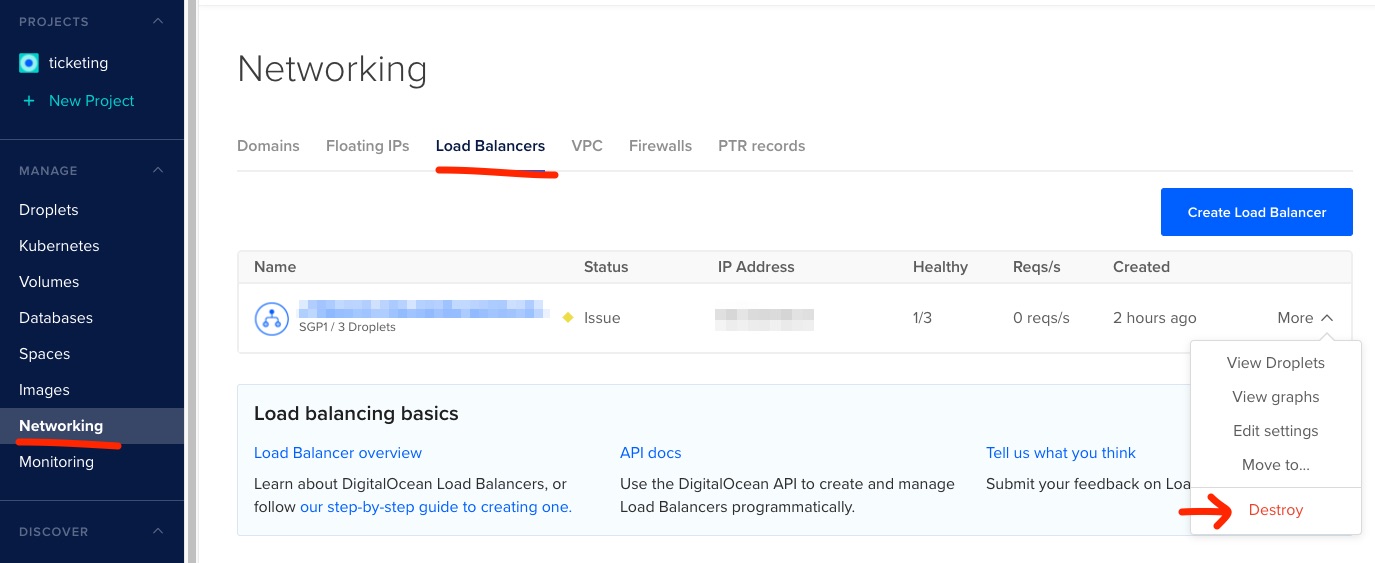 PROJECTS
ticketing
+ New Project
MANAGE
Droplets
Kubernetes
Volumes
Databases
Spaces
Images
Networking
Monitoring
DISCOVER
Networking
Domains Floating IPs Load Balancers VPC Firewalls PTR records
Create Load Balancer
Name Status IP Address Healthy Reqs/s Created
SGP1 / 3 Droplets Issue 1/3 0 reqs/s 2 hours ago More
View Droplets
View graphs
Edit settings
Move to...
Destroy
Load balancing basics
Load Balancer overview
Learn about DigitalOcean Load Balancers, or
follow our step-by-step guide to creating one.
API docs
Use the DigitalOcean API to create and manage
Load Balancers programmatically.
Tell us what you think
Submit your feedback on